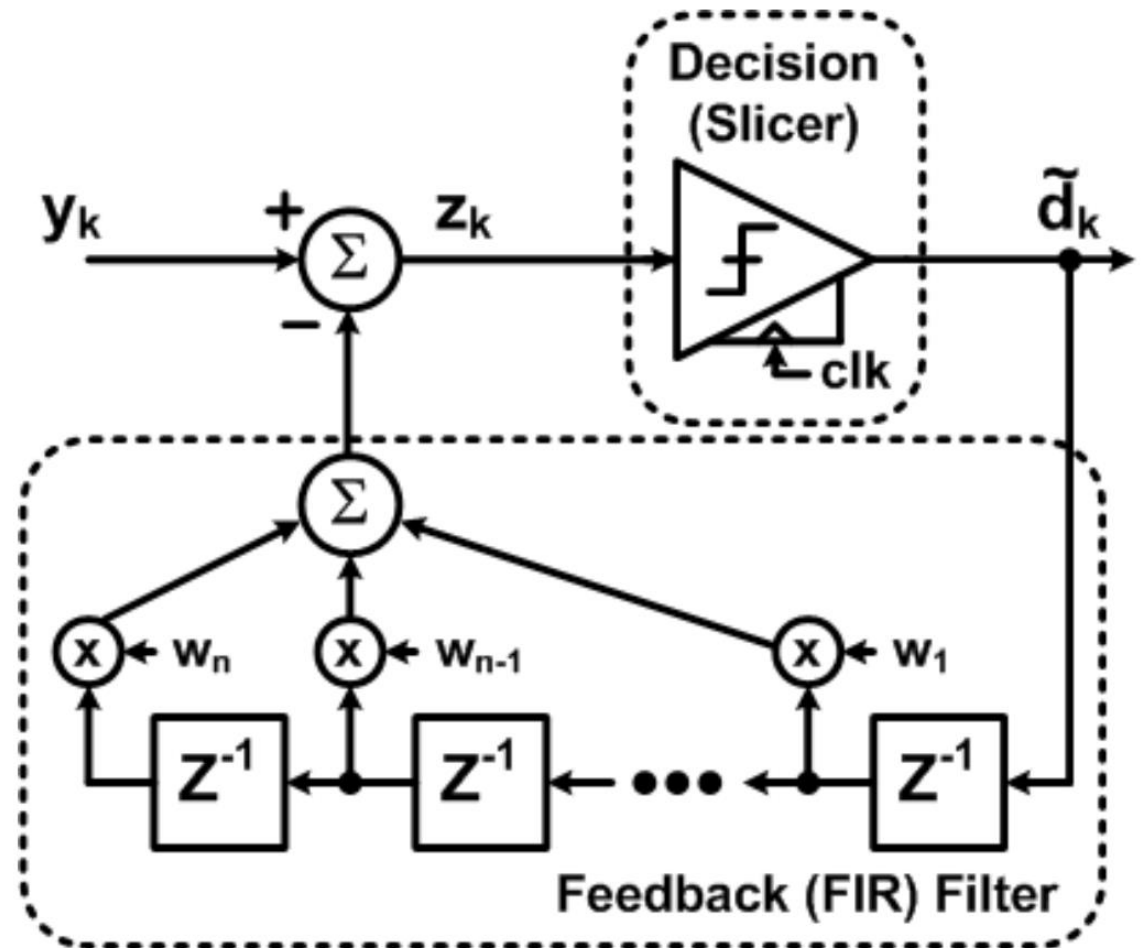 Decision
(Slicer)
yₖ
+
Σ
zₖ
d̃ₖ
−
clk
Σ
x
wₙ
x
wₙ₋₁
x
w₁
Z⁻¹
Z⁻¹
•••
Z⁻¹
Feedback (FIR) Filter